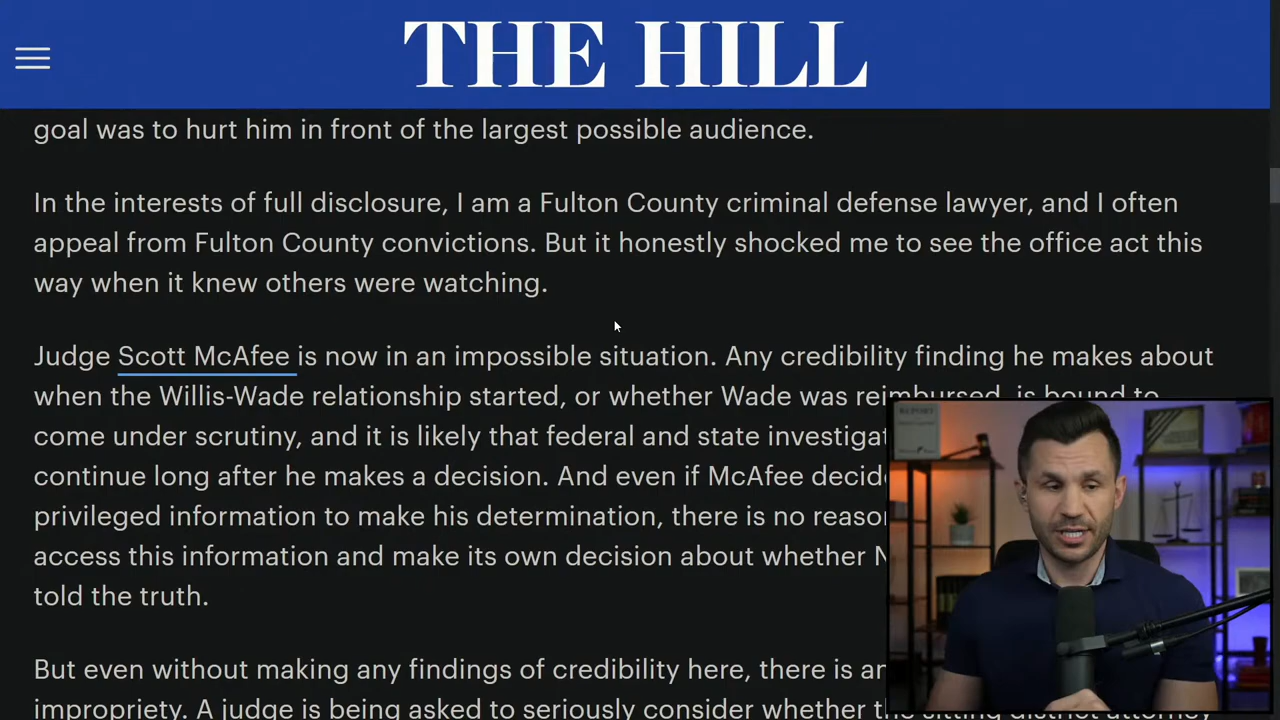 THE HILL
goal was to hurt him in front of the largest possible audience.
In the interests of full disclosure, I am a Fulton County criminal defense lawyer, and I often
appeal from Fulton County convictions. But it honestly shocked me to see the office act this
way when it knew others were watching.
Judge Scott McAfee is now in an impossible situation. Any credibility finding he makes about
when the Willis-Wade relationship started, or whether Wade was reimbursed, is bound to
come under scrutiny, and it is likely that federal and state
continue long after he makes a decision. And even if McAfee
privileged information to make his determination, there is no
access this information and make its own decision about whether
told the truth.
But even without making any findings of credibility here, there is
impropriety. A judge is being asked to seriously consider whether the sitting district attorney